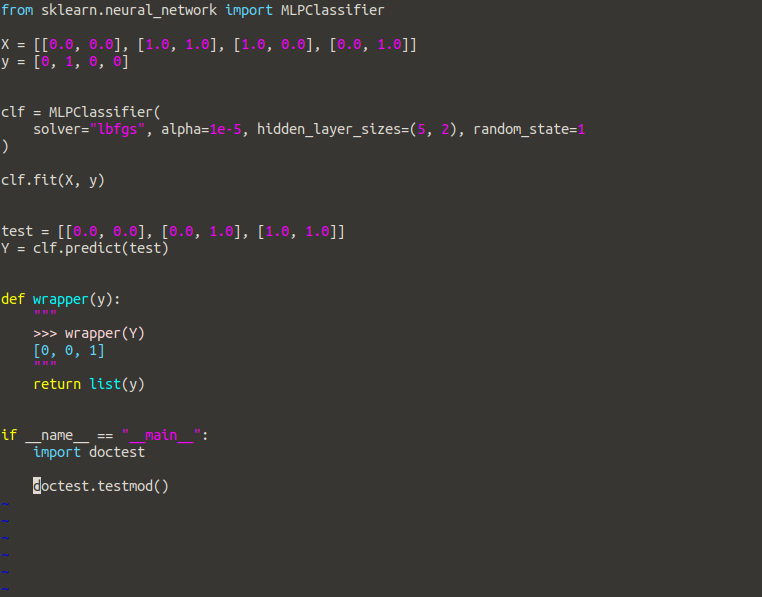 from sklearn.neural_network import MLPClassifier
X = [[0.0, 0.0], [1.0, 1.0], [1.0, 0.0], [0.0, 1.0]]
y = [0, 1, 0, 0]
clf = MLPClassifier(
    solver="lbfgs", alpha=1e-5, hidden_layer_sizes=(5, 2), random_state=1
)
clf.fit(X, y)
test = [[0.0, 0.0], [0.0, 1.0], [1.0, 1.0]]
Y = clf.predict(test)
def wrapper(y):
    """
    >>> wrapper(Y)
    [0, 0, 1]
    """
    return list(y)
if __name__ == "__main__":
    import doctest
    doctest.testmod()
~
~
~
~
~
~